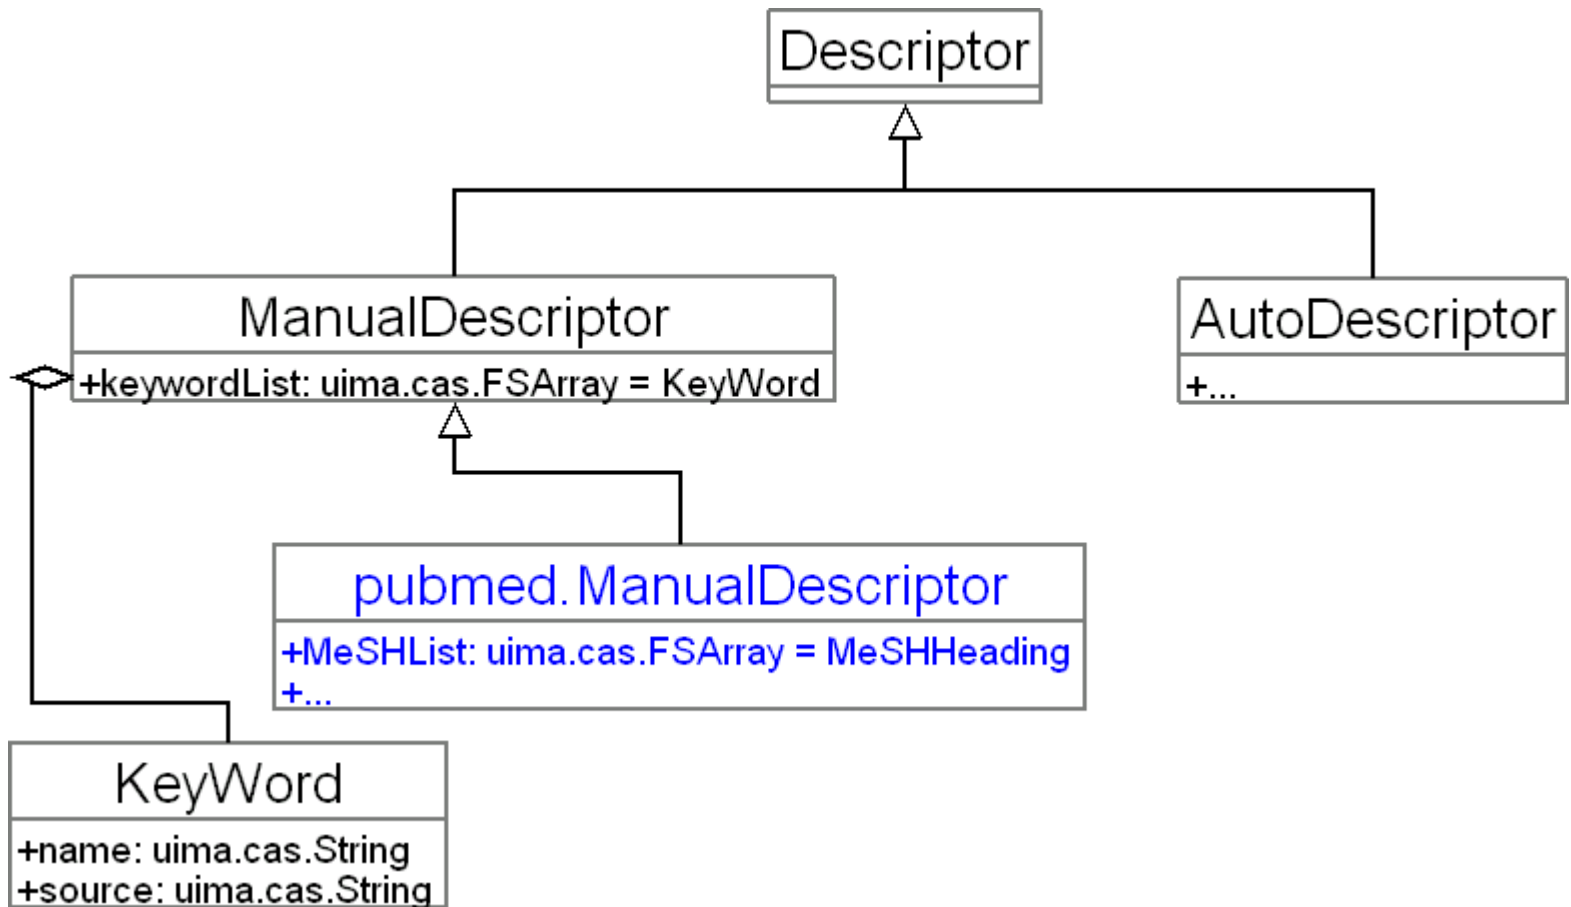 Descriptor
ManualDescriptor
+keywordList: uima.cas.FSArray = KeyWord
AutoDescriptor
+...
pubmed.ManualDescriptor
+MeSHList: uima.cas.FSArray = MeSHHeading
+...
KeyWord
+name: uima.cas.String
+source: uima.cas.String